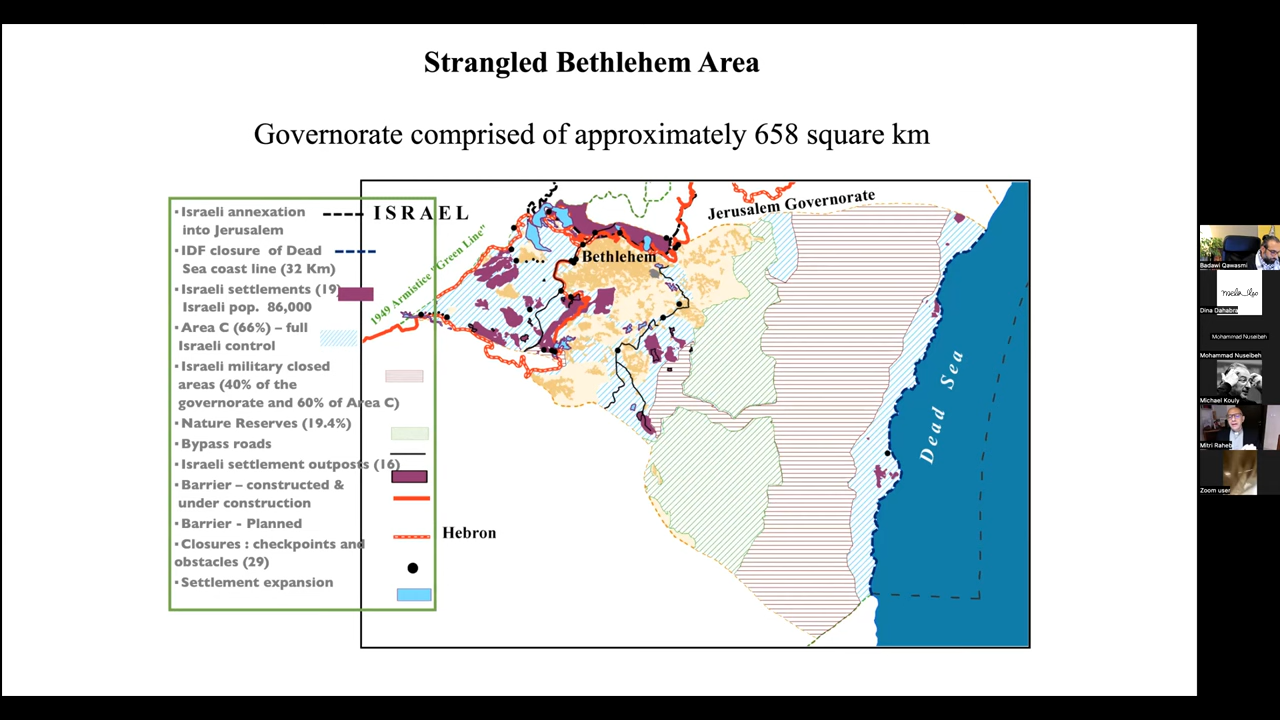 Strangled Bethlehem Area
Governorate comprised of approximately 658 square km
• Israeli annexation
into Jerusalem
• IDF closure of Dead
Sea coast line (32 Km)
• Israeli settlements (19)
Israeli pop. 86,000
• Area C (66%) – full
Israeli control
• Israeli military closed
areas (40% of the
governorate and 60% of Area C)
• Nature Reserves (19.4%)
• Bypass roads
• Israeli settlement outposts (16)
• Barrier – constructed &
under construction
• Barrier - Planned
• Closures : checkpoints and
obstacles (29)
• Settlement expansion
ISRAEL
1949 Armistice "Green Line"
Jerusalem Governorate
Bethlehem
Dead Sea
Hebron
Badawi Qawasmi
Dina Dahabra
Mohammad Nuseibeh
Mohammad Nuseibeh
Michael Kouly
Mitri Raheb
Zoom user